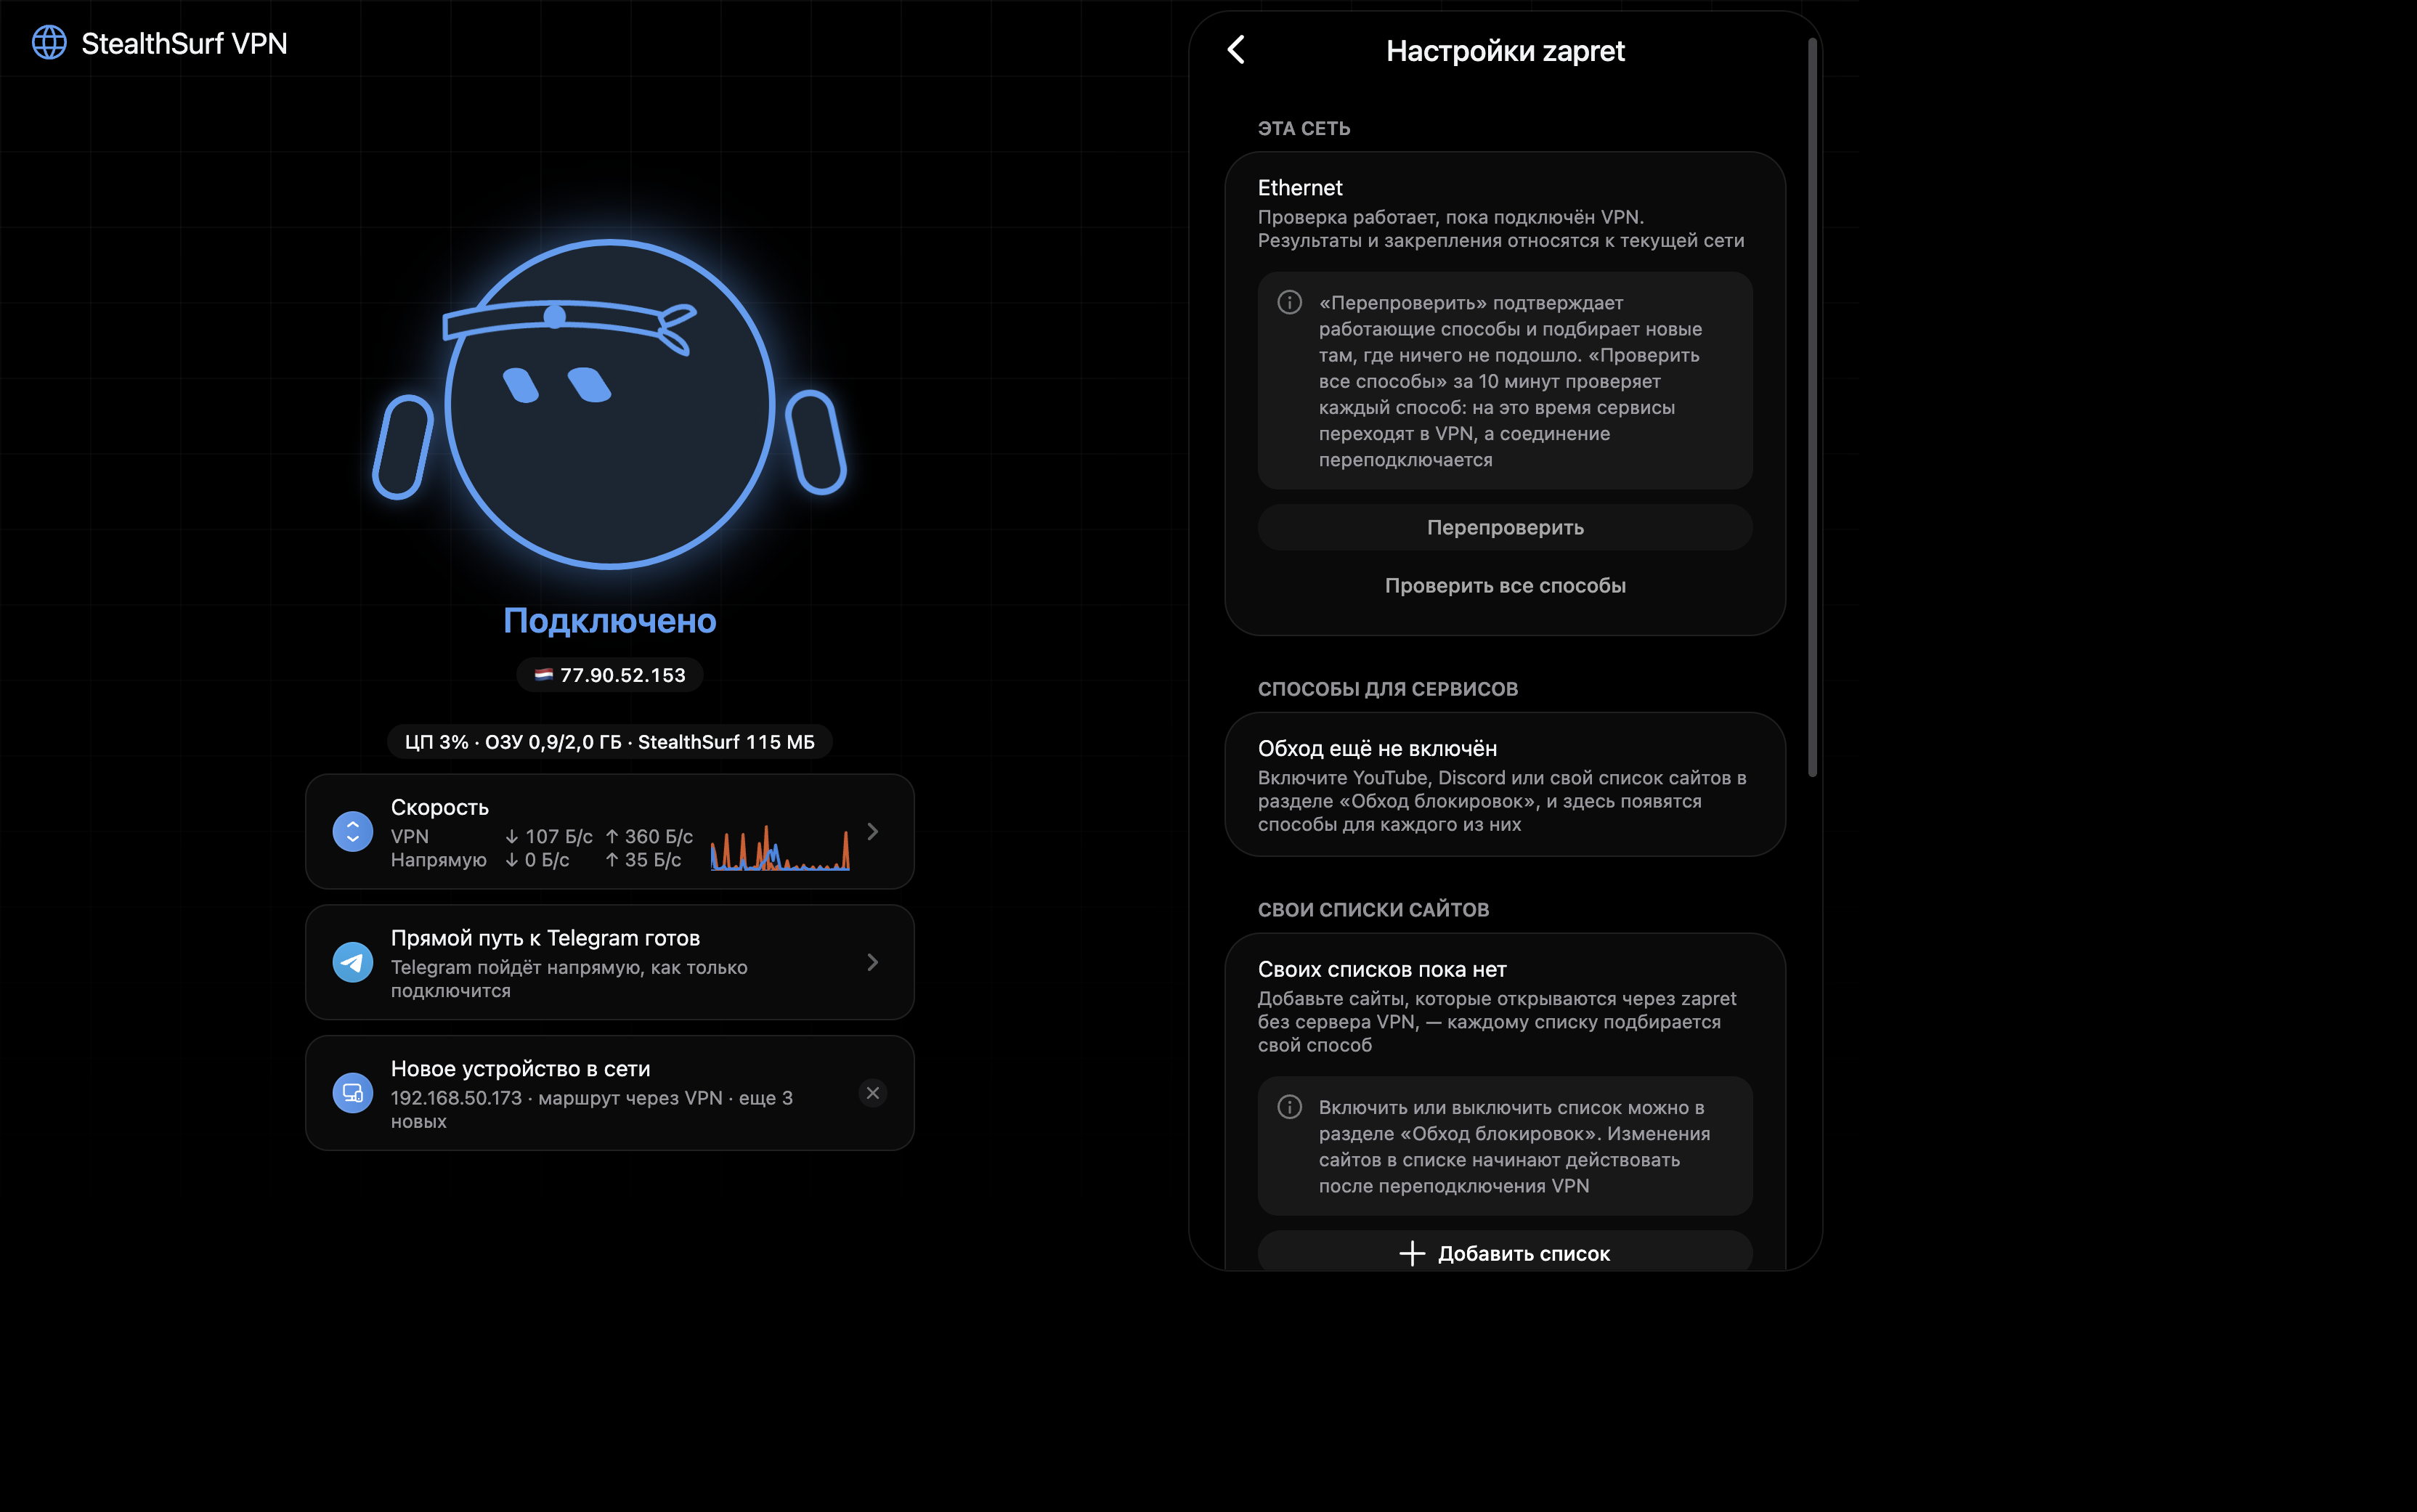 StealthSurf VPN
Подключено
77.90.52.153
ЦП 3% · ОЗУ 0,9/2,0 ГБ · StealthSurf 115 МБ
Скорость
VPN ↓ 107 Б/с ↑ 360 Б/с
Напрямую ↓ 0 Б/с ↑ 35 Б/с
Прямой путь к Telegram готов
Telegram пойдёт напрямую, как только
подключится
Новое устройство в сети
192.168.50.173 · маршрут через VPN · еще 3
новых
Настройки zapret
ЭТА СЕТЬ
Ethernet
Проверка работает, пока подключён VPN.
Результаты и закрепления относятся к текущей сети
«Перепроверить» подтверждает
работающие способы и подбирает новые
там, где ничего не подошло. «Проверить
все способы» за 10 минут проверяет
каждый способ: на это время сервисы
переходят в VPN, а соединение
переподключается
Перепроверить
Проверить все способы
СПОСОБЫ ДЛЯ СЕРВИСОВ
Обход ещё не включён
Включите YouTube, Discord или свой список сайтов в
разделе «Обход блокировок», и здесь появятся
способы для каждого из них
СВОИ СПИСКИ САЙТОВ
Своих списков пока нет
Добавьте сайты, которые открываются через zapret
без сервера VPN, — каждому списку подбирается
свой способ
Включить или выключить список можно в
разделе «Обход блокировок». Изменения
сайтов в списке начинают действовать
после переподключения VPN
Добавить список